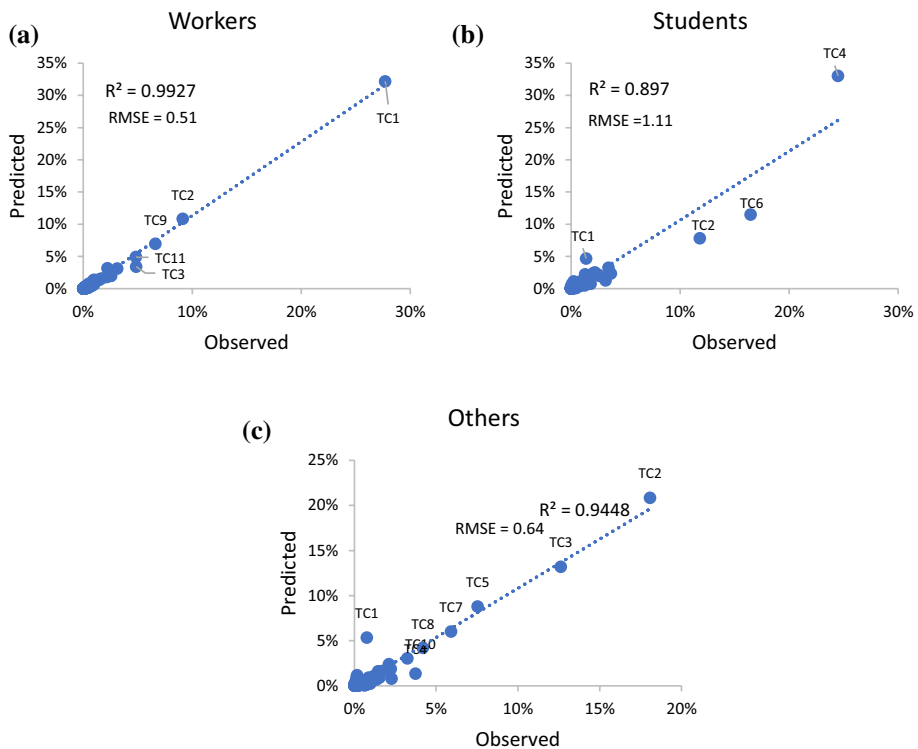 (a)
Workers
35%
30%
25%
20%
15%
10%
5%
0%
Predicted
R² = 0.9927
RMSE = 0.51
TC1
TC2
TC9
TC11
TC3
0% 10% 20% 30%
Observed
(b)
Students
35%
30%
25%
20%
15%
10%
5%
0%
Predicted
R² = 0.897
RMSE =1.11
TC4
TC6
TC2
TC1
0% 10% 20% 30%
Observed
(c)
Others
25%
20%
15%
10%
5%
0%
Predicted
TC2
R² = 0.9448
RMSE = 0.64
TC3
TC5
TC7
TC1
TC8
TC10
TC4
0% 5% 10% 15% 20%
Observed